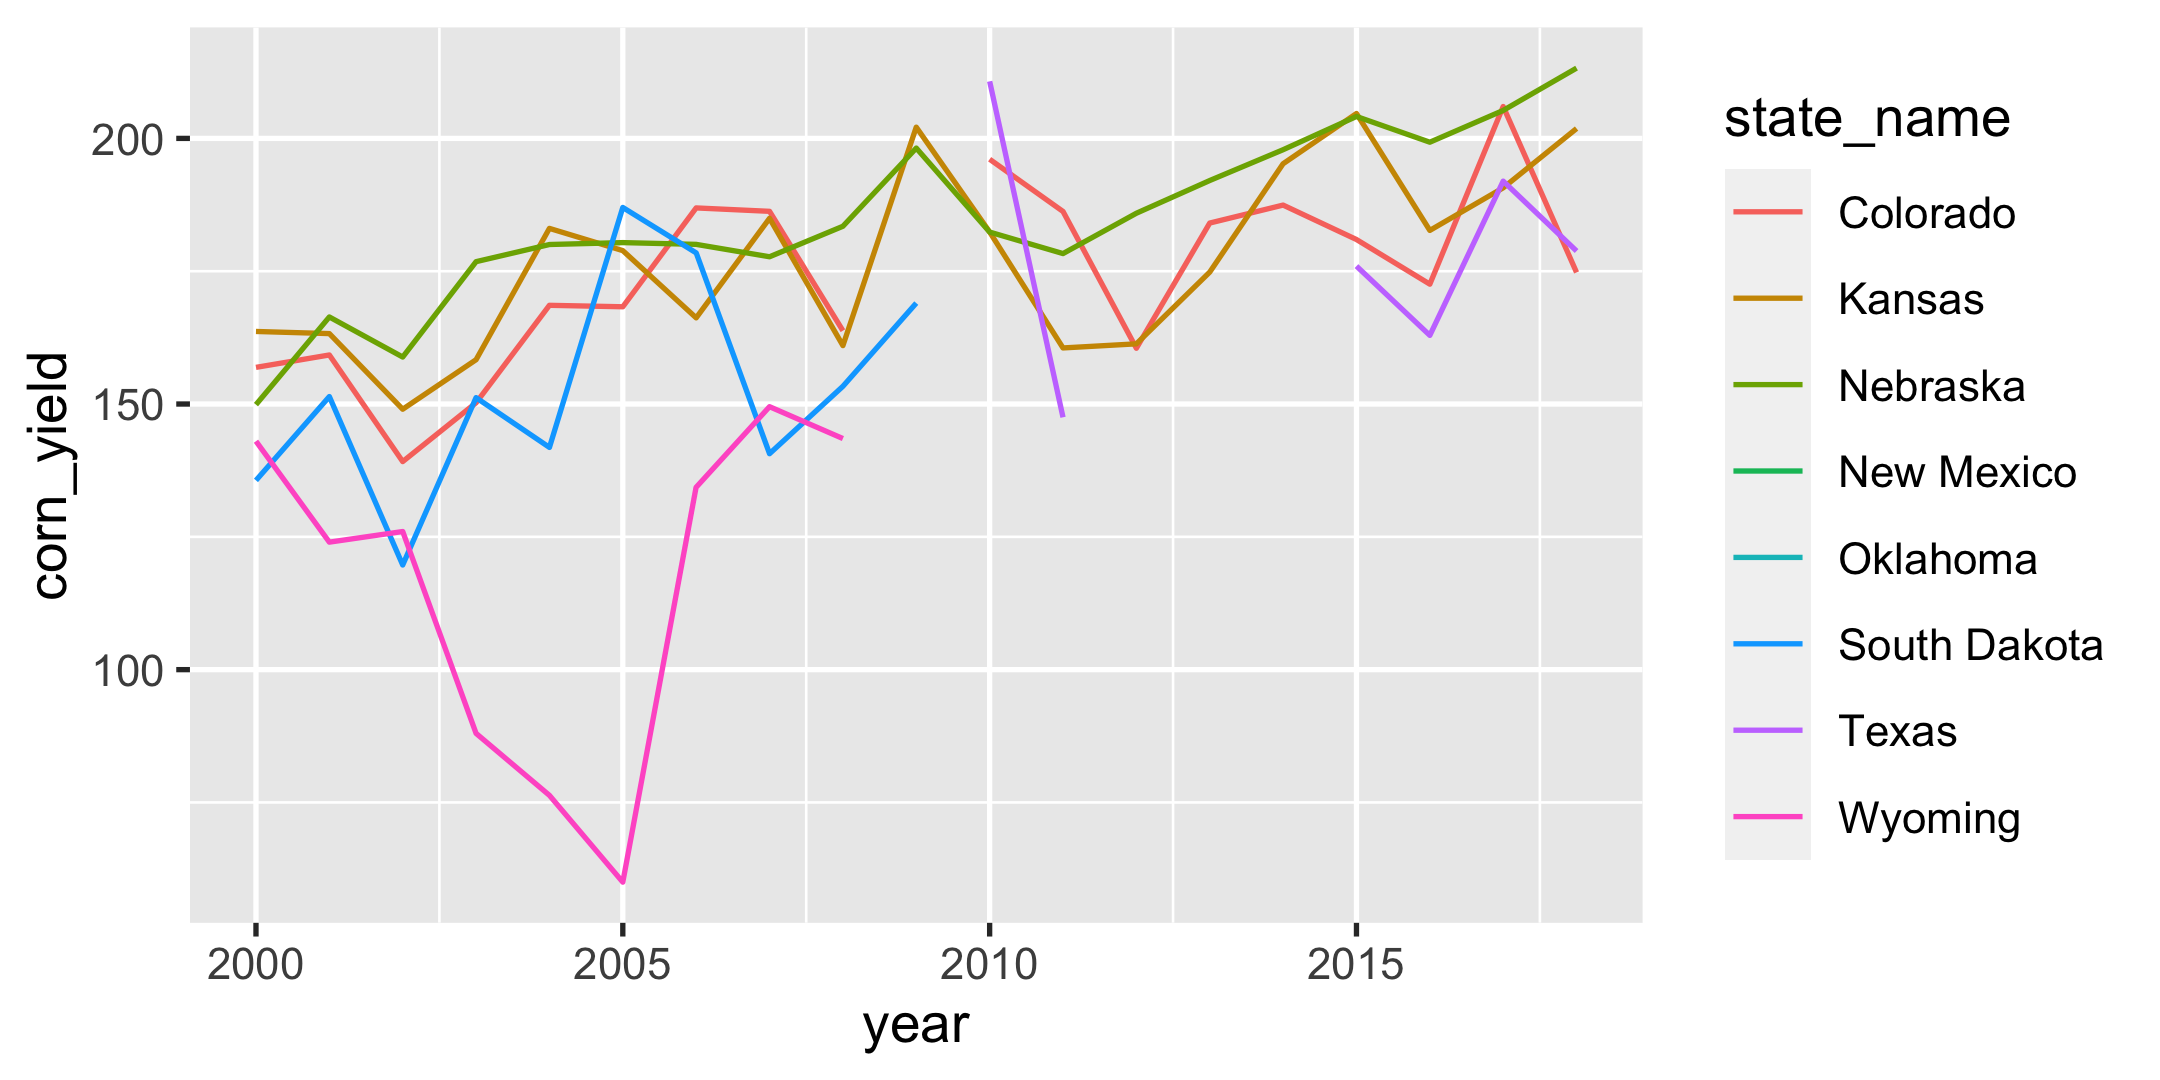 200
150
100
corn_yield
2000
2005
2010
2015
year
state_name
Colorado
Kansas
Nebraska
New Mexico
Oklahoma
South Dakota
Texas
Wyoming